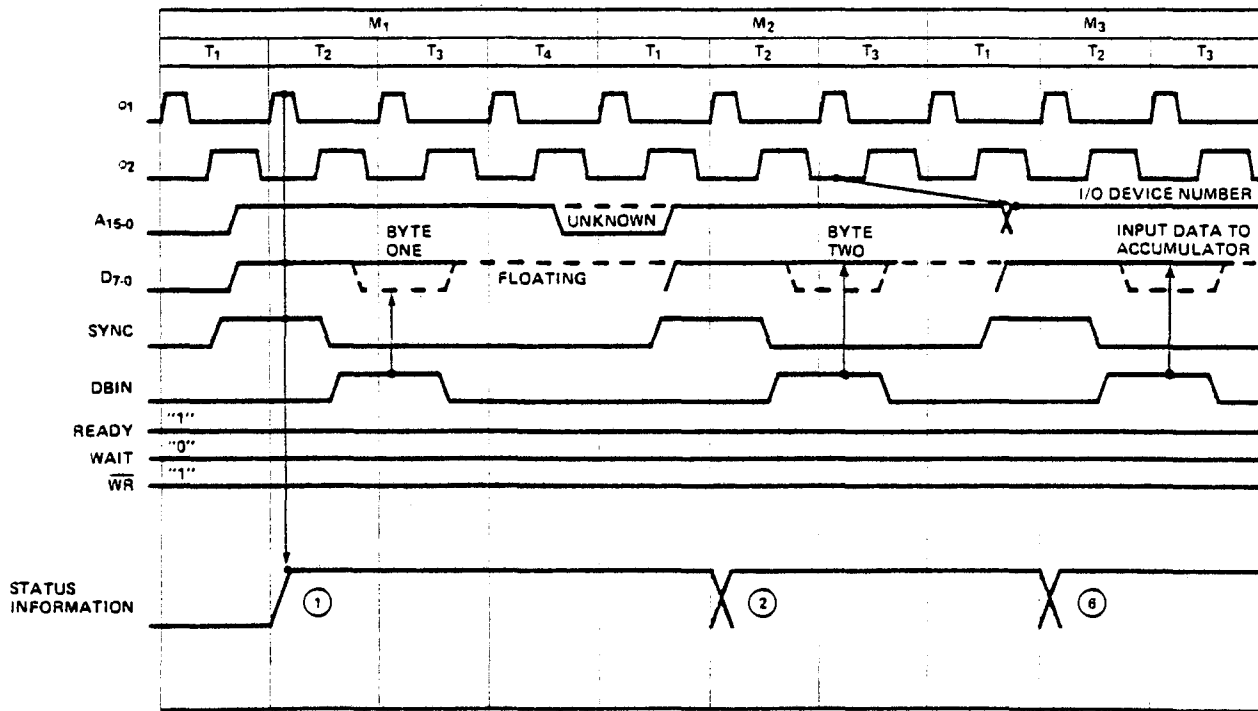 M1 M2 M3
T1 T2 T3 T4 T1 T2 T3 T1 T2 T3
φ1
φ2
I/O DEVICE NUMBER
A15-0
UNKNOWN
BYTE
ONE
BYTE
TWO
INPUT DATA TO
ACCUMULATOR
D7-0
FLOATING
SYNC
DBIN
"1"
READY
"0"
WAIT
"1"
WR
STATUS
INFORMATION
1 2 6